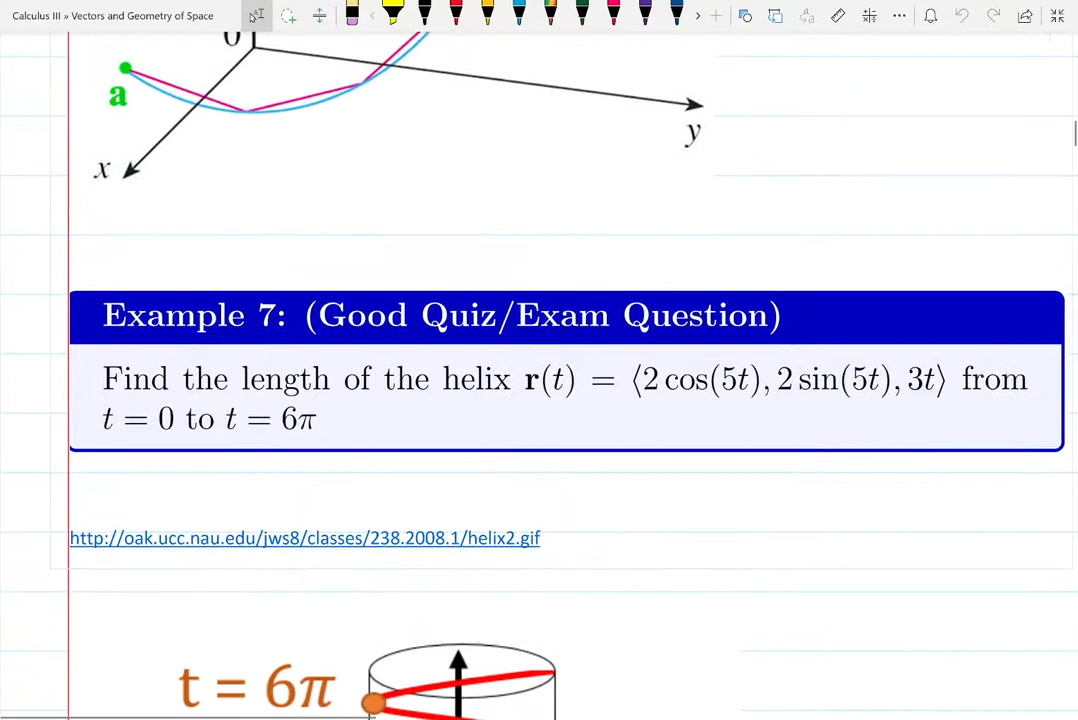 Calculus III » Vectors and Geometry of Space
0
a
y
x
Example 7: (Good Quiz/Exam Question)
Find the length of the helix r(t) = ⟨2 cos(5t), 2 sin(5t), 3t⟩ from
t = 0 to t = 6π
http://oak.ucc.nau.edu/jws8/classes/238.2008.1/helix2.gif
t = 6π